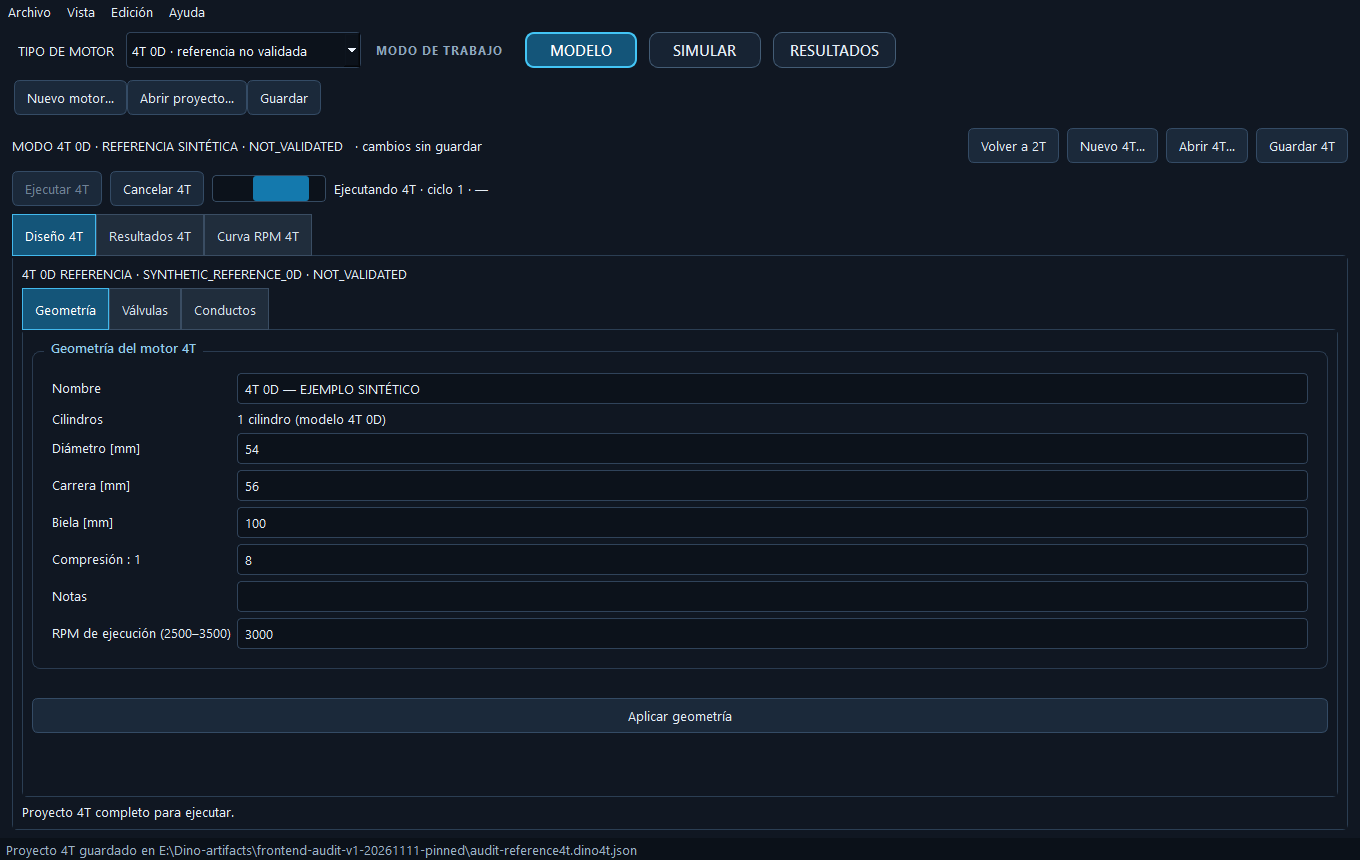 Archivo Vista Edición Ayuda
TIPO DE MOTOR 4T 0D · referencia no validada MODO DE TRABAJO MODELO SIMULAR RESULTADOS
Nuevo motor... Abrir proyecto... Guardar
MODO 4T 0D · REFERENCIA SINTÉTICA · NOT_VALIDATED · cambios sin guardar Volver a 2T Nuevo 4T... Abrir 4T... Guardar 4T
Ejecutar 4T Cancelar 4T Ejecutando 4T · ciclo 1 · —
Diseño 4T Resultados 4T Curva RPM 4T
4T 0D REFERENCIA · SYNTHETIC_REFERENCE_0D · NOT_VALIDATED
Geometría Válvulas Conductos
Geometría del motor 4T
Nombre 4T 0D — EJEMPLO SINTÉTICO
Cilindros 1 cilindro (modelo 4T 0D)
Diámetro [mm] 54
Carrera [mm] 56
Biela [mm] 100
Compresión : 1 8
Notas
RPM de ejecución (2500–3500) 3000
Aplicar geometría
Proyecto 4T completo para ejecutar.
Proyecto 4T guardado en E:\Dino-artifacts\frontend-audit-v1-20261111-pinned\audit-reference4t.dino4t.json